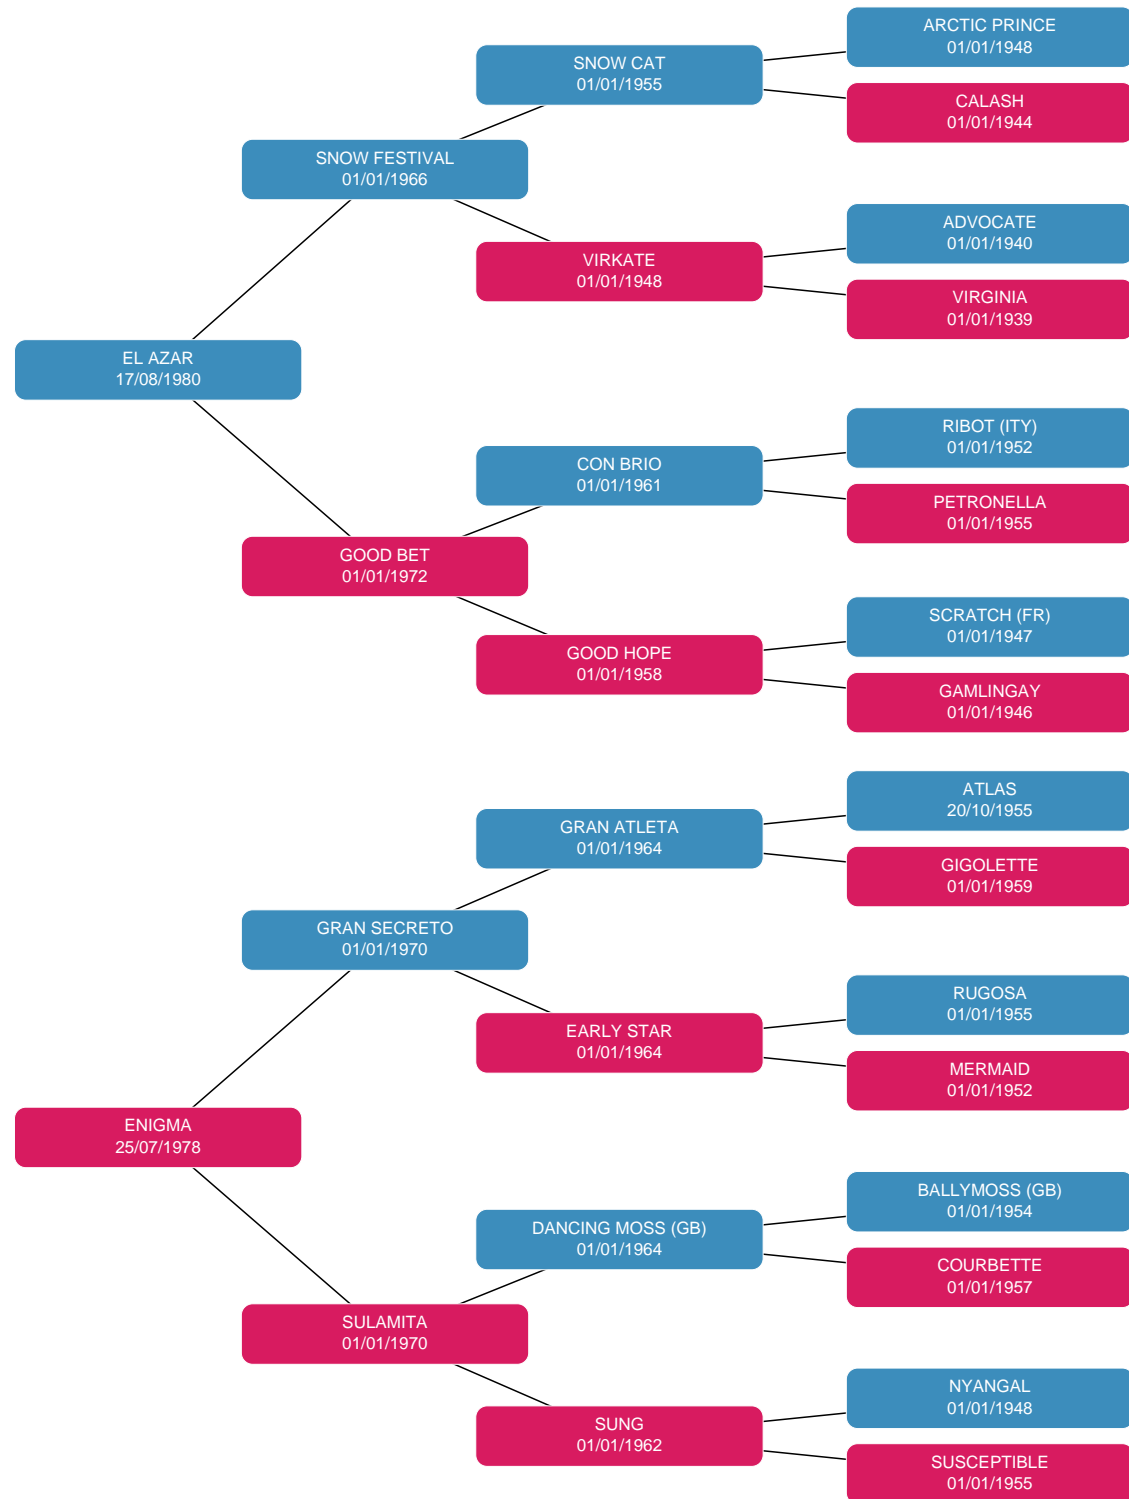 ARCTIC PRINCE
01/01/1948
SNOW CAT
01/01/1955
CALASH
01/01/1944
SNOW FESTIVAL
01/01/1966
ADVOCATE
01/01/1940
VIRKATE
01/01/1948
VIRGINIA
01/01/1939
EL AZAR
17/08/1980
RIBOT (ITY)
01/01/1952
CON BRIO
01/01/1961
PETRONELLA
01/01/1955
GOOD BET
01/01/1972
SCRATCH (FR)
01/01/1947
GOOD HOPE
01/01/1958
GAMLINGAY
01/01/1946
ATLAS
20/10/1955
GRAN ATLETA
01/01/1964
GIGOLETTE
01/01/1959
GRAN SECRETO
01/01/1970
RUGOSA
01/01/1955
EARLY STAR
01/01/1964
MERMAID
01/01/1952
ENIGMA
25/07/1978
BALLYMOSS (GB)
01/01/1954
DANCING MOSS (GB)
01/01/1964
COURBETTE
01/01/1957
SULAMITA
01/01/1970
NYANGAL
01/01/1948
SUNG
01/01/1962
SUSCEPTIBLE
01/01/1955